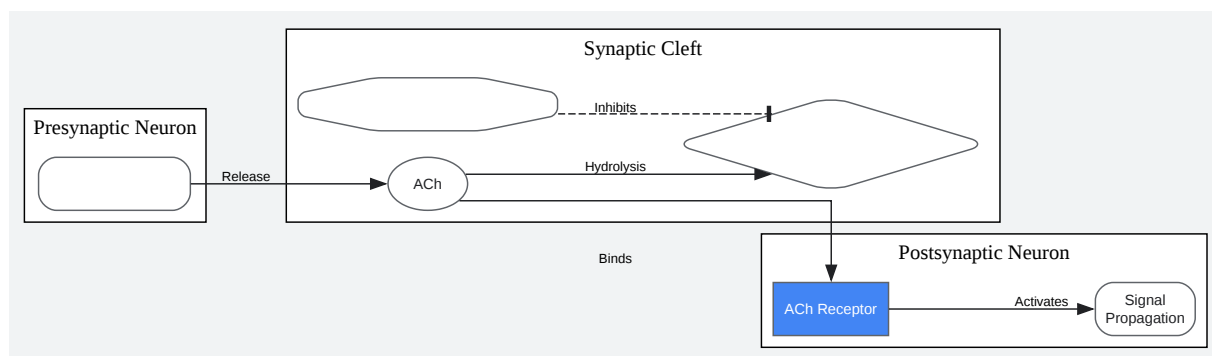 Synaptic Cleft
Inhibits
Presynaptic Neuron
Release
ACh
Hydrolysis
Binds
Postsynaptic Neuron
ACh Receptor
Activates
Signal
Propagation